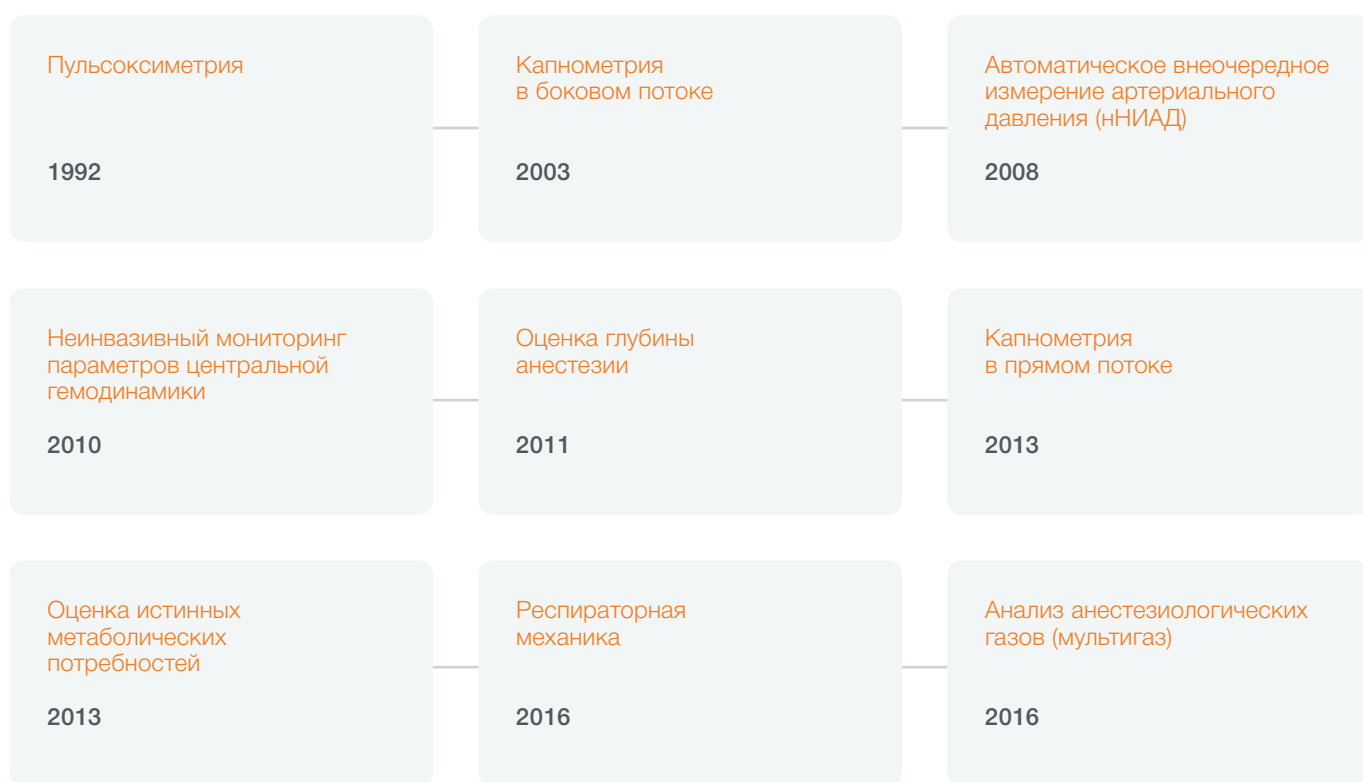 Пульсоксиметрия
1992
Капнометрия
в боковом потоке
2003
Автоматическое внеочередное
измерение артериального
давления (нНИАД)
2008
Неинвазивный мониторинг
параметров центральной
гемодинамики
2010
Оценка глубины
анестезии
2011
Капнометрия
в прямом потоке
2013
Оценка истинных
метаболических
потребностей
2013
Респираторная
механика
2016
Анализ анестезиологических
газов (мультигаз)
2016